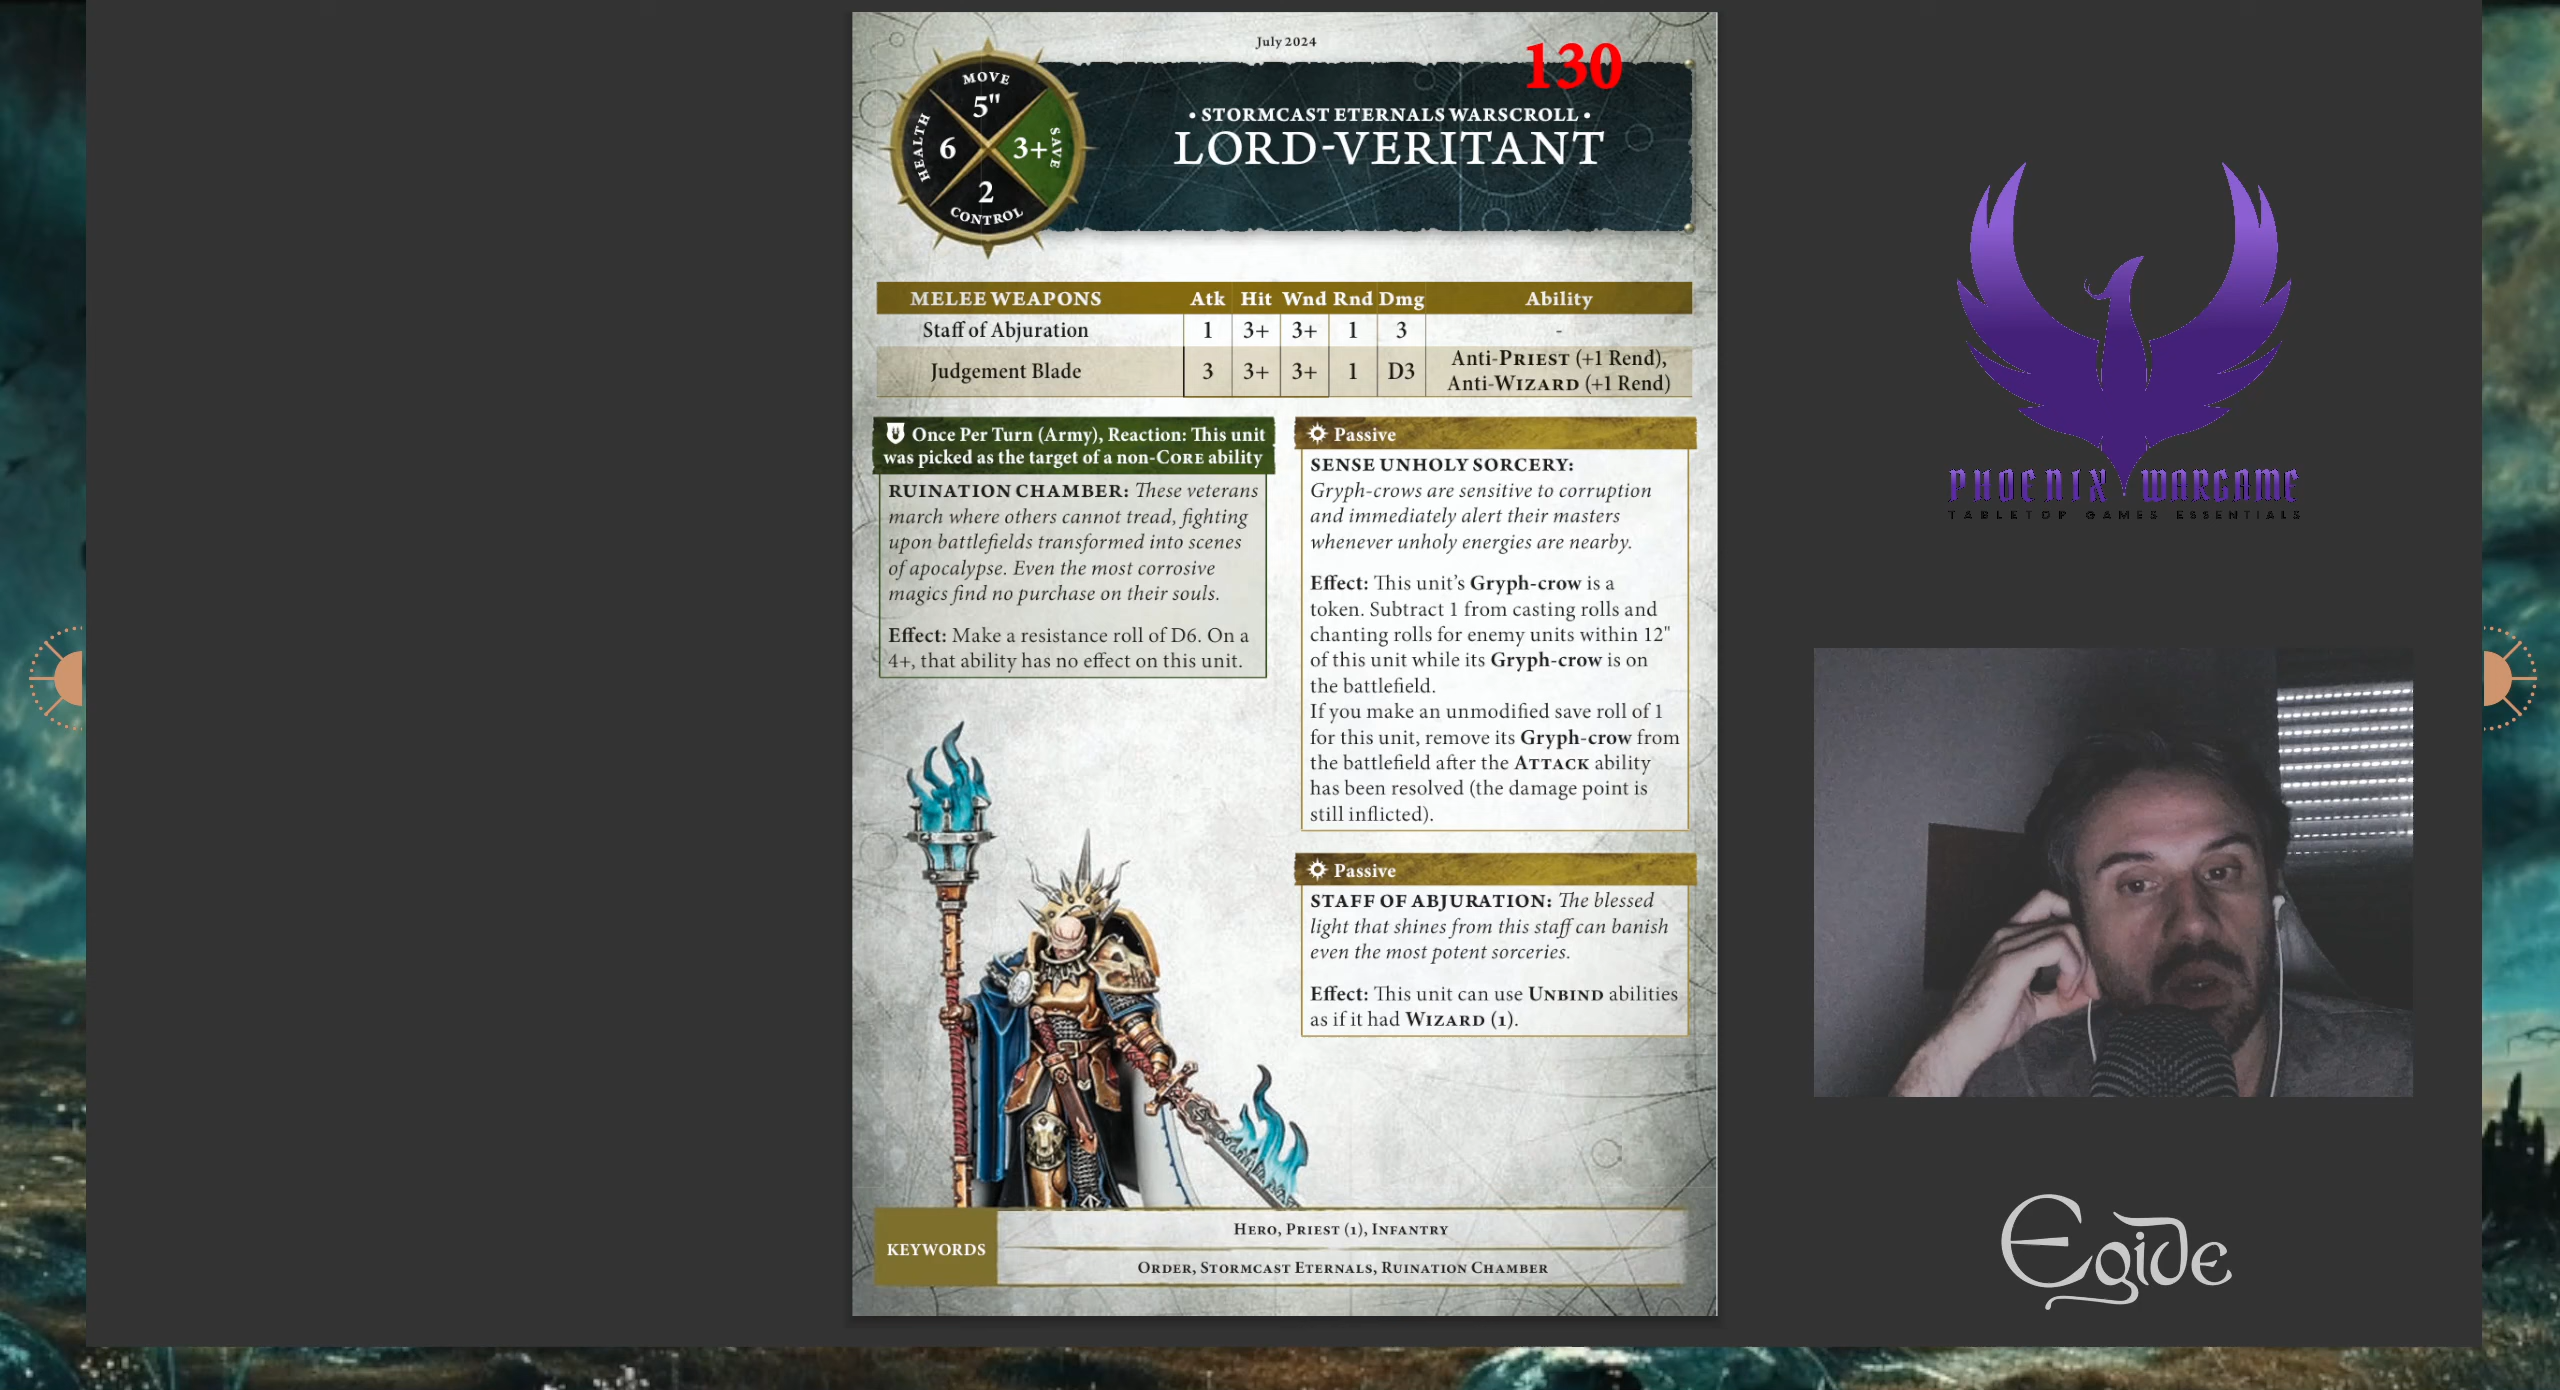 July 2024
130
MOVE
5"
HEALTH
6
3+
SAVE
2
CONTROL
• STORMCAST ETERNALS WARSCROLL •
LORD-VERITANT
MELEE WEAPONS Atk Hit Wnd Rnd Dmg Ability
Staff of Abjuration 1 3+ 3+ 1 3 -
Judgement Blade 3 3+ 3+ 1 D3 Anti-PRIEST (+1 Rend),
Anti-WIZARD (+1 Rend)
Once Per Turn (Army), Reaction: This unit
was picked as the target of a non-CORE ability
RUINATION CHAMBER: These veterans
march where others cannot tread, fighting
upon battlefields transformed into scenes
of apocalypse. Even the most corrosive
magics find no purchase on their souls.
Effect: Make a resistance roll of D6. On a
4+, that ability has no effect on this unit.
Passive
SENSE UNHOLY SORCERY:
Gryph-crows are sensitive to corruption
and immediately alert their masters
whenever unholy energies are nearby.
Effect: This unit's Gryph-crow is a
token. Subtract 1 from casting rolls and
chanting rolls for enemy units within 12"
of this unit while its Gryph-crow is on
the battlefield.
If you make an unmodified save roll of 1
for this unit, remove its Gryph-crow from
the battlefield after the ATTACK ability
has been resolved (the damage point is
still inflicted).
Passive
STAFF OF ABJURATION: The blessed
light that shines from this staff can banish
even the most potent sorceries.
Effect: This unit can use UNBIND abilities
as if it had WIZARD (1).
KEYWORDS
HERO, PRIEST (1), INFANTRY
ORDER, STORMCAST ETERNALS, RUINATION CHAMBER
PHOENIX WARGAME
TABLETOP GAMES ESSENTIALS
Egide